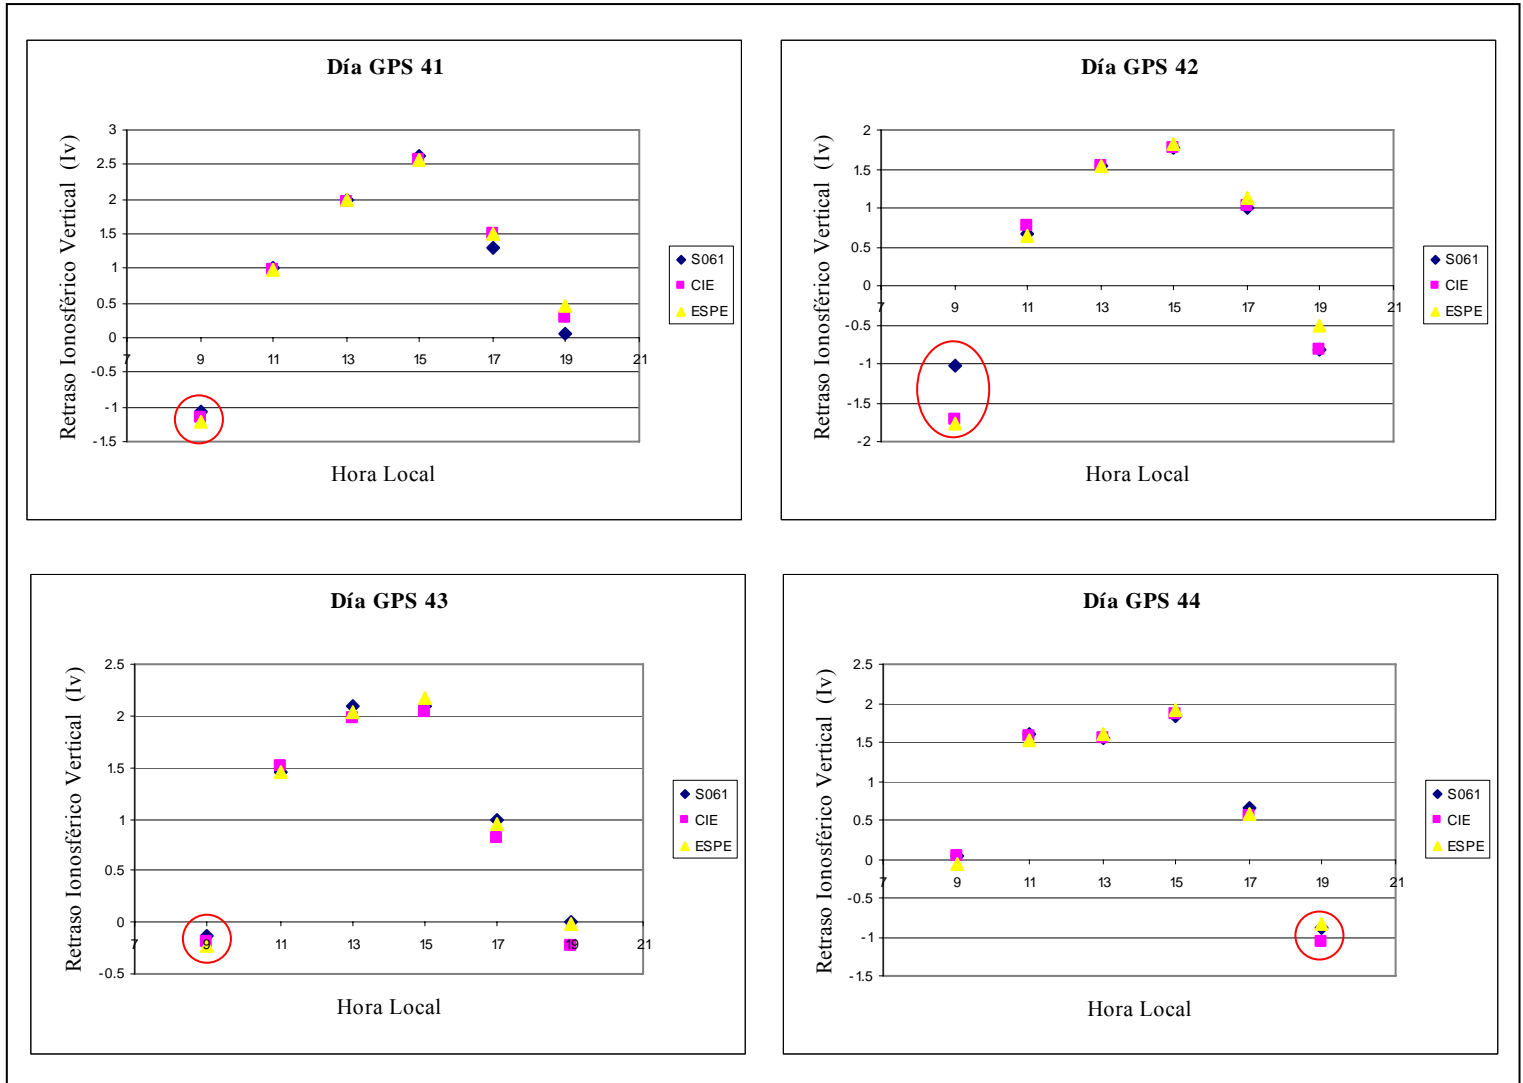 Día GPS 41
Retraso Ionosférico Vertical (Iv)
3
2.5
2
1.5
1
0.5
0
-0.5
-1
-1.5
7 9 11 13 15 17 19 21
Hora Local
S061
CIE
ESPE
Día GPS 42
Retraso Ionosférico Vertical (Iv)
2
1.5
1
0.5
0
-0.5
-1
-1.5
-2
7 9 11 13 15 17 19 21
Hora Local
S061
CIE
ESPE
Día GPS 43
Retraso Ionosférico Vertical (Iv)
2.5
2
1.5
1
0.5
0
-0.5
7 9 11 13 15 17 19 21
Hora Local
S061
CIE
ESPE
Día GPS 44
Retraso Ionosférico Vertical (Iv)
2.5
2
1.5
1
0.5
0
-0.5
-1
-1.5
7 9 11 13 15 17 19 21
Hora Local
S061
CIE
ESPE